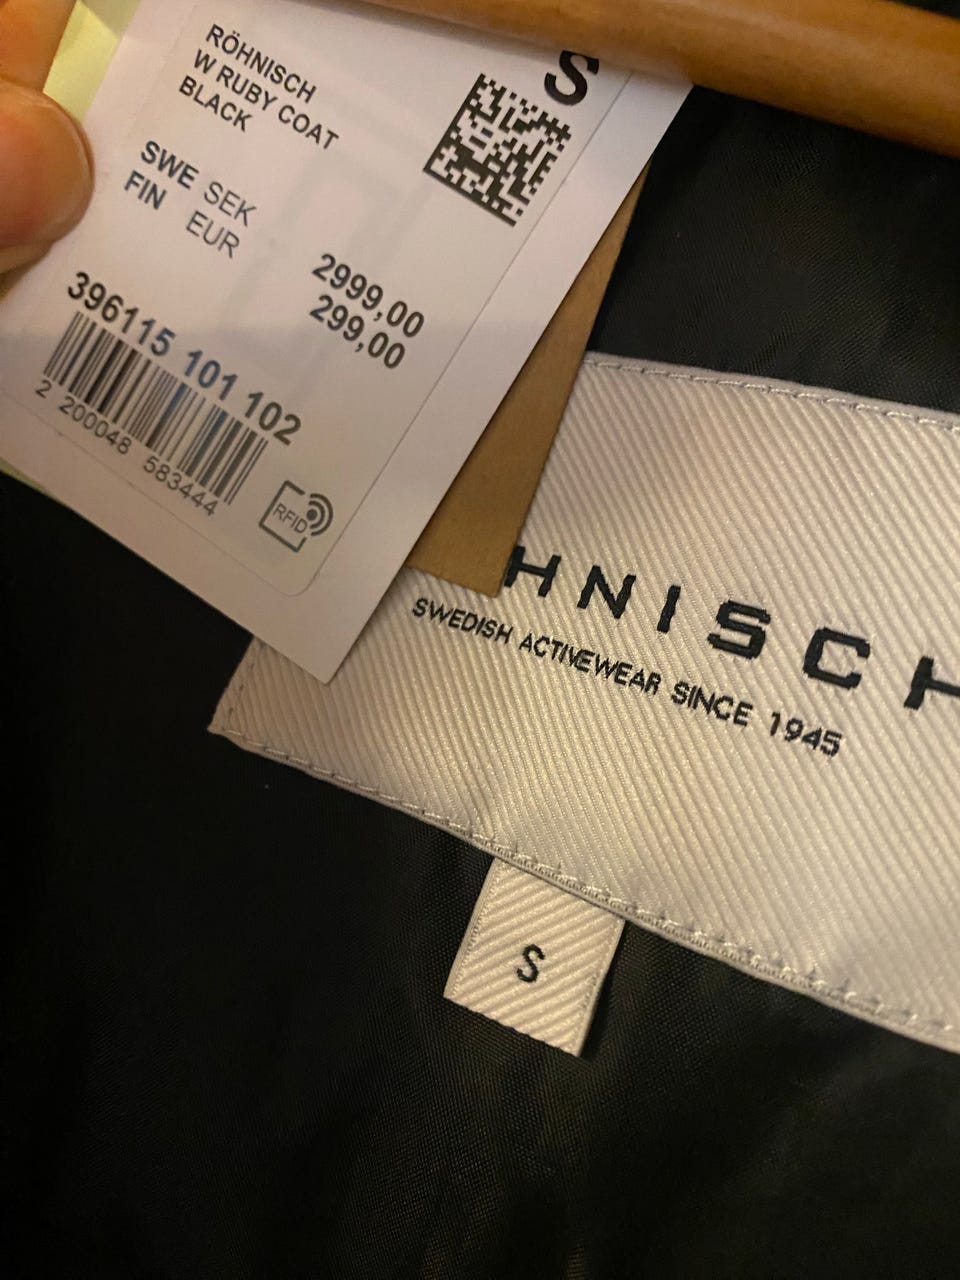 RÖHNISCH
W RUBY COAT
BLACK
S
SWE SEK 2999,00
FIN EUR 299,00
396115 101 102
2 200048 583444
RFID
HNISCH
SWEDISH ACTIVEWEAR SINCE 1945
S